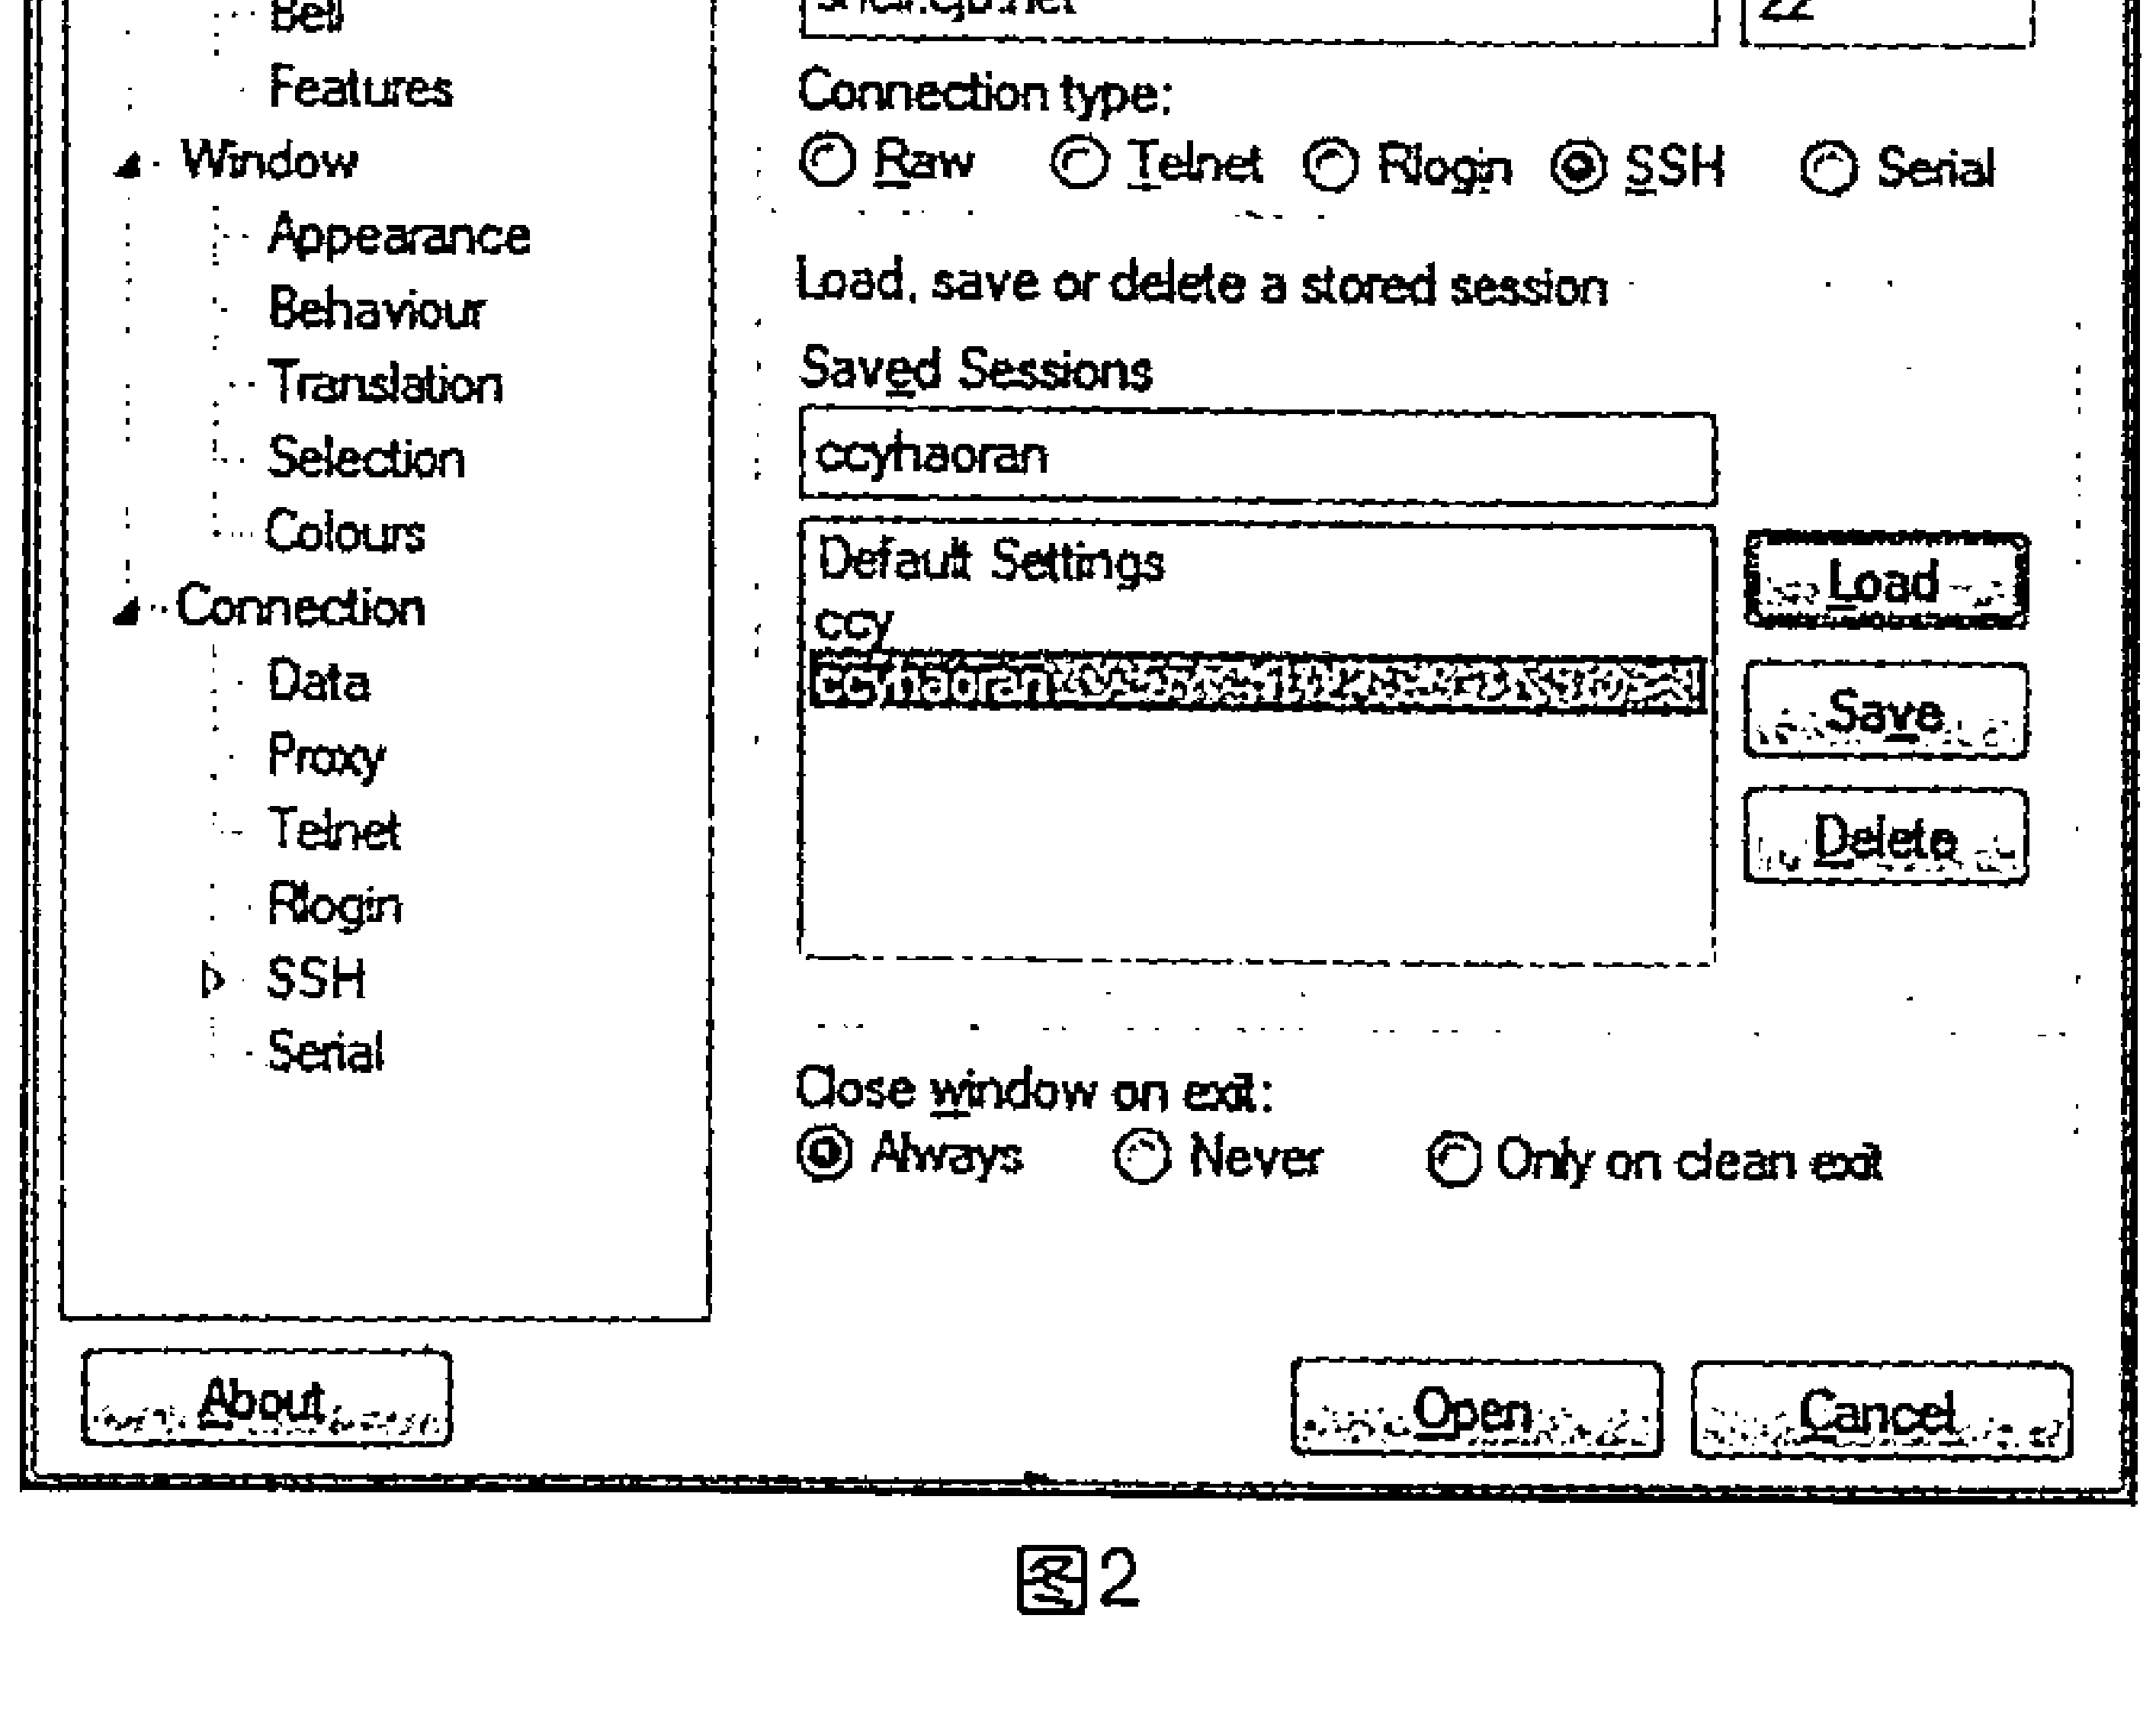 Bell
22
Features
Connection type:
Window
Raw Telnet Rlogin SSH Serial
Appearance
Load, save or delete a stored session
Behaviour
Saved Sessions
Translation
ccyhaoran
Selection
Colours
Default Settings
Load
Connection
ccy
Data
ccyhaoran
Save
Proxy
Telnet
Delete
Rlogin
SSH
Serial
Close window on exit:
Always Never Only on clean exit
About
Open Cancel
图2